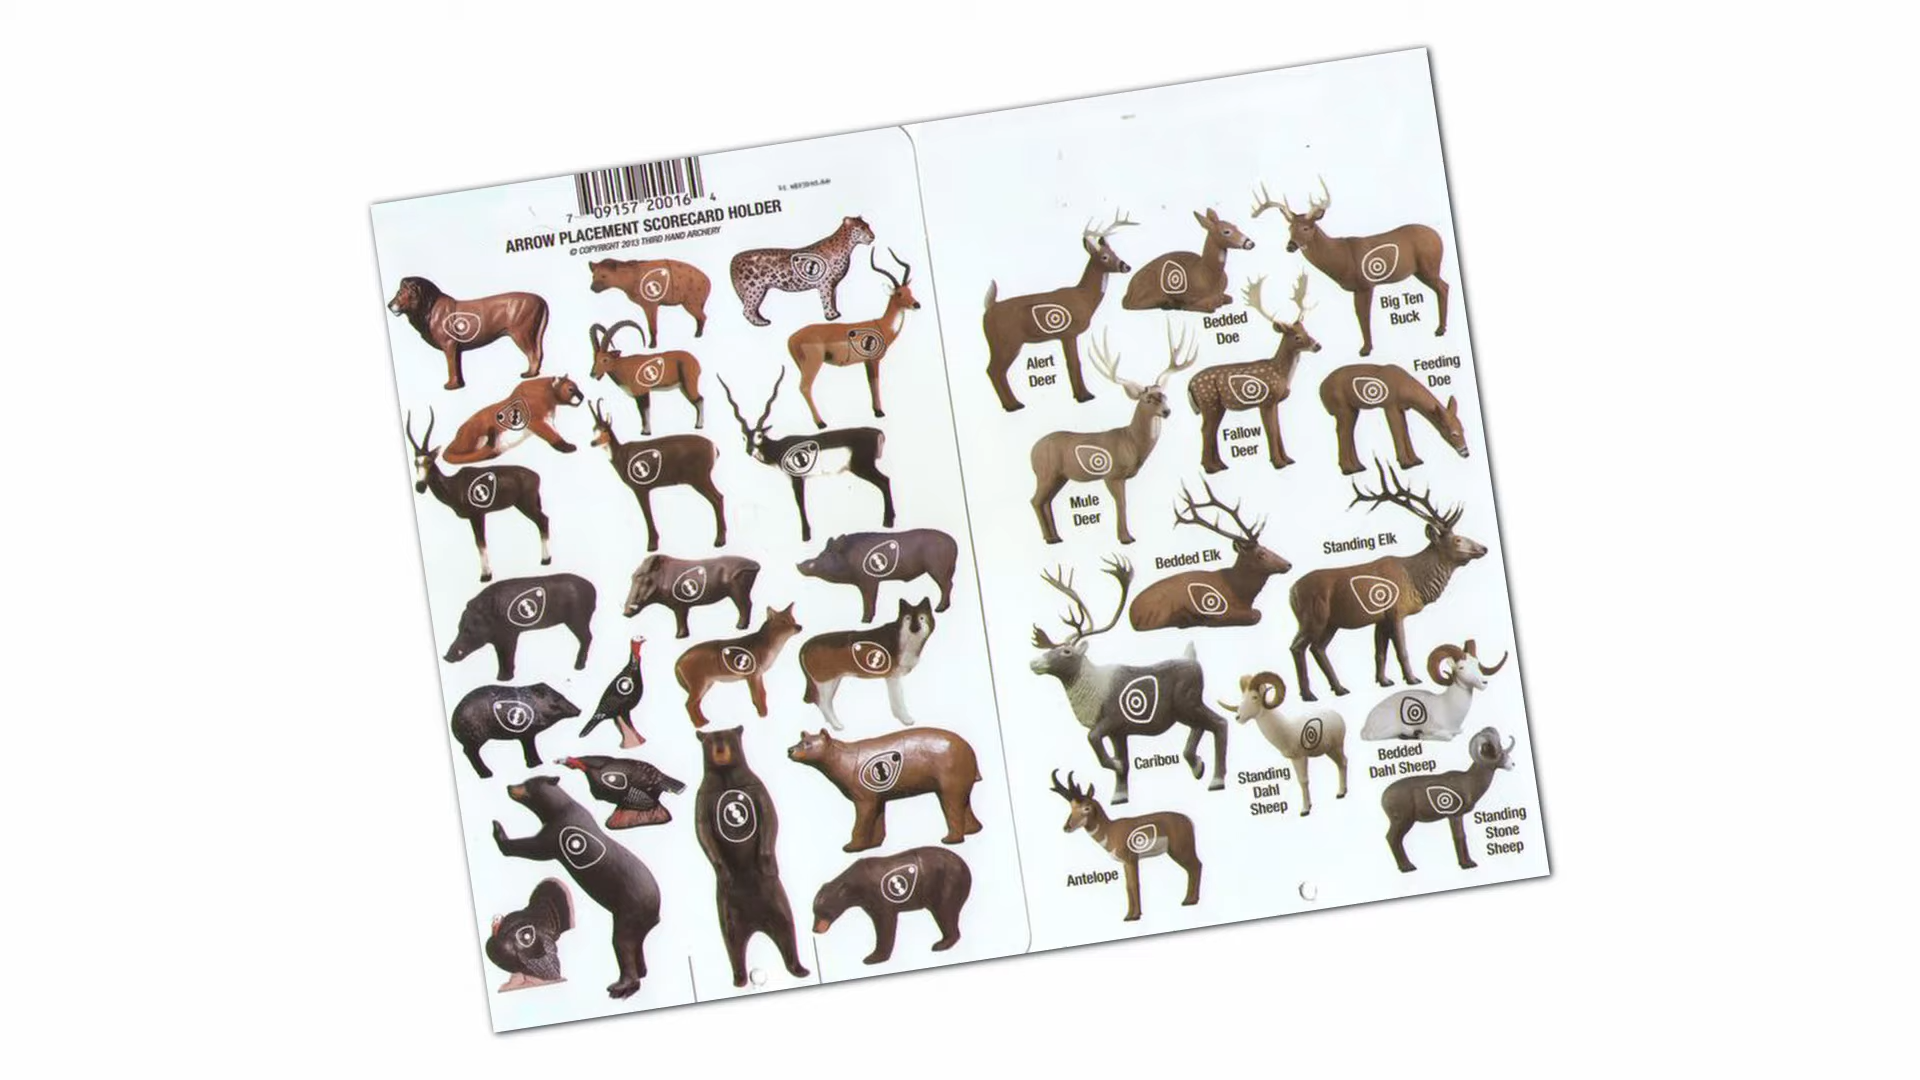 7 09157 20016 4
ARROW PLACEMENT SCORECARD HOLDER
© COPYRIGHT 2013 THIRD HAND ARCHERY
Big Ten
Buck
Bedded
Doe
Alert
Deer
Feeding
Doe
Fallow
Deer
Mule
Deer
Bedded Elk
Standing Elk
Caribou
Standing
Dahl
Sheep
Bedded
Dahl Sheep
Standing
Stone
Sheep
Antelope